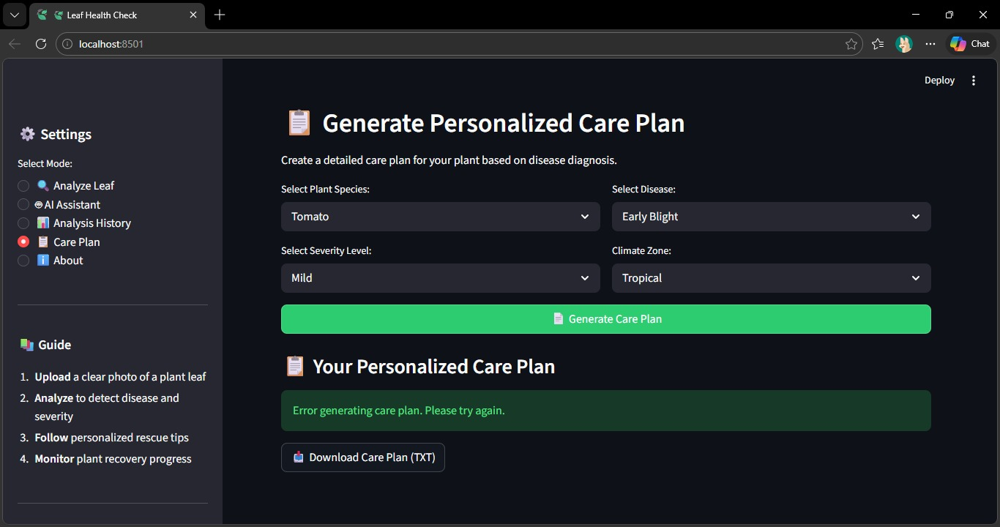 Leaf Health Check
localhost:8501
Chat
Deploy
Settings
Select Mode:
Analyze Leaf
AI Assistant
Analysis History
Care Plan
About
Guide
1. Upload a clear photo of a plant leaf
2. Analyze to detect disease and
severity
3. Follow personalized rescue tips
4. Monitor plant recovery progress
Generate Personalized Care Plan
Create a detailed care plan for your plant based on disease diagnosis.
Select Plant Species:
Tomato
Select Disease:
Early Blight
Select Severity Level:
Mild
Climate Zone:
Tropical
Generate Care Plan
Your Personalized Care Plan
Error generating care plan. Please try again.
Download Care Plan (TXT)